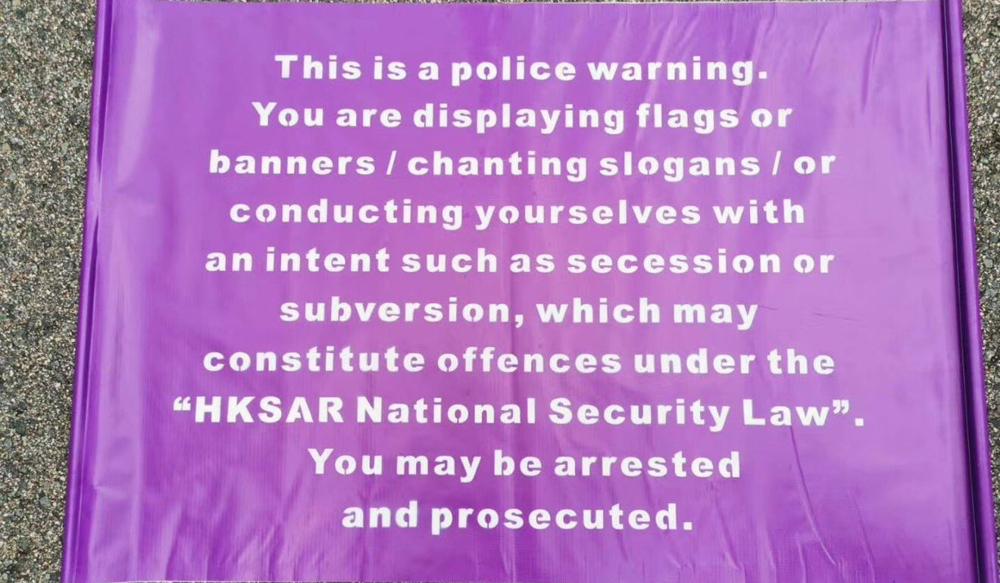 This is a police warning.
You are displaying flags or
banners / chanting slogans / or
conducting yourselves with
an intent such as secession or
subversion, which may
constitute offences under the
“HKSAR National Security Law”.
You may be arrested
and prosecuted.